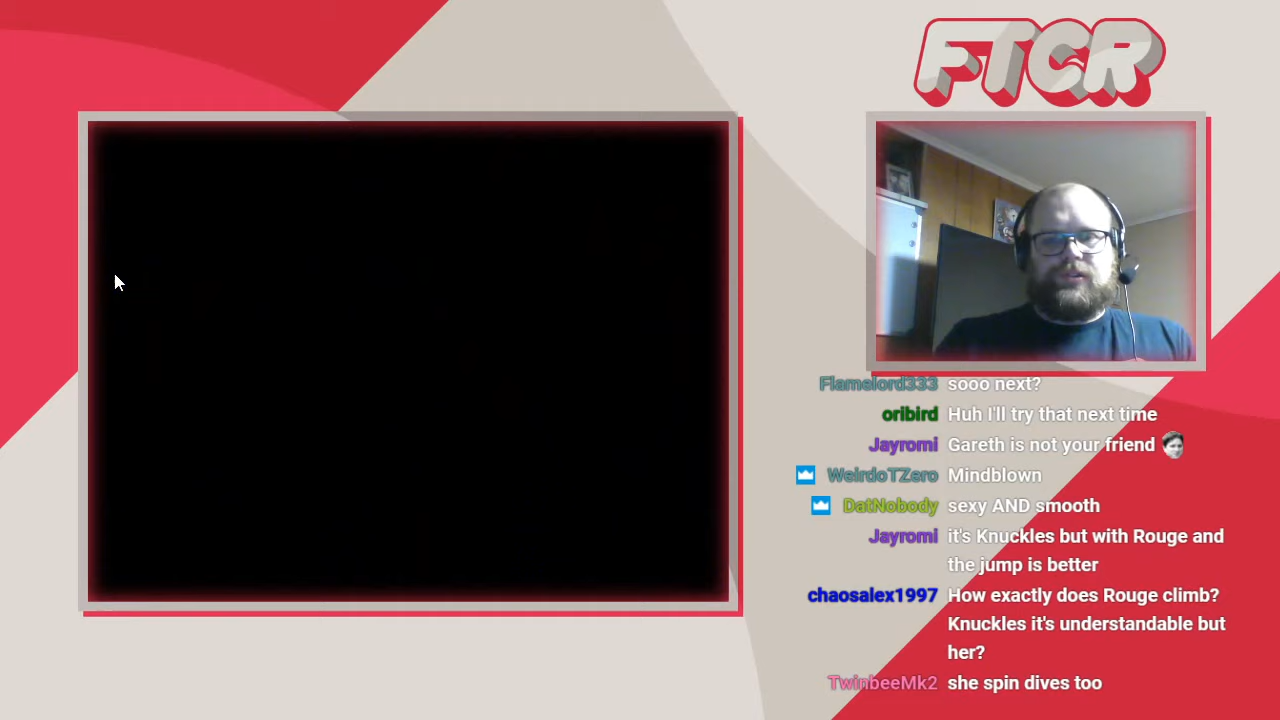 FTCR
Flamelord333 sooo next?
oribird Huh I'll try that next time
Jayromi Gareth is not your friend
WeirdoTZero Mindblown
DatNobody sexy AND smooth
Jayromi it's Knuckles but with Rouge and
the jump is better
chaosalex1997 How exactly does Rouge climb?
Knuckles it's understandable but
her?
TwinbeeMk2 she spin dives too